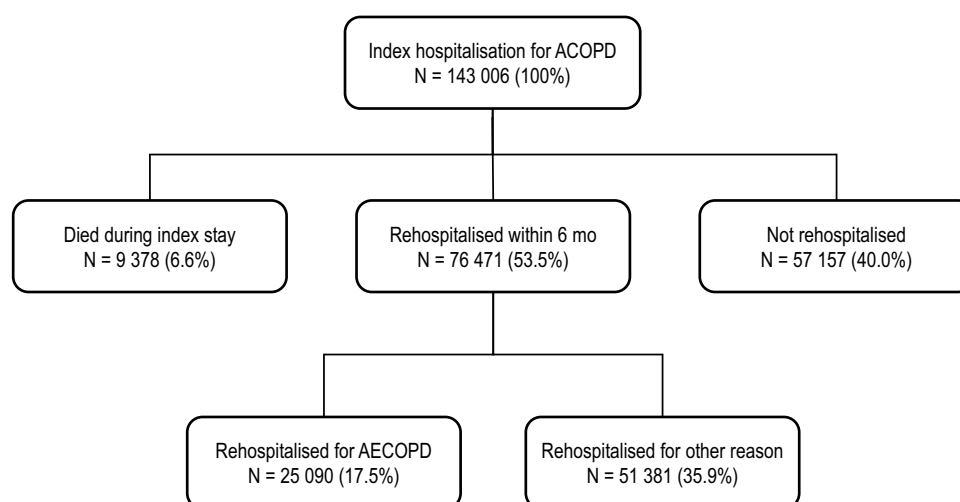 Index hospitalisation for ACOPD
N = 143 006 (100%)
Died during index stay
N = 9 378 (6.6%)
Rehospitalised within 6 mo
N = 76 471 (53.5%)
Not rehospitalised
N = 57 157 (40.0%)
Rehospitalised for AECOPD
N = 25 090 (17.5%)
Rehospitalised for other reason
N = 51 381 (35.9%)